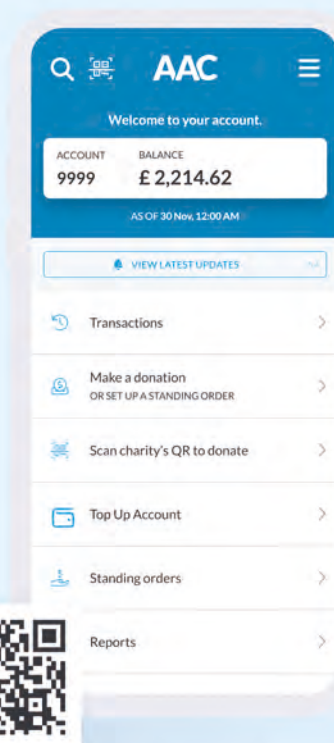 AAC
Welcome to your account.
ACCOUNT BALANCE
9999 £ 2,214.62
AS OF 30 Nov, 12:00 AM
VIEW LATEST UPDATES
Transactions
Make a donation
OR SET UP A STANDING ORDER
Scan charity's QR to donate
Top Up Account
Standing orders
Reports